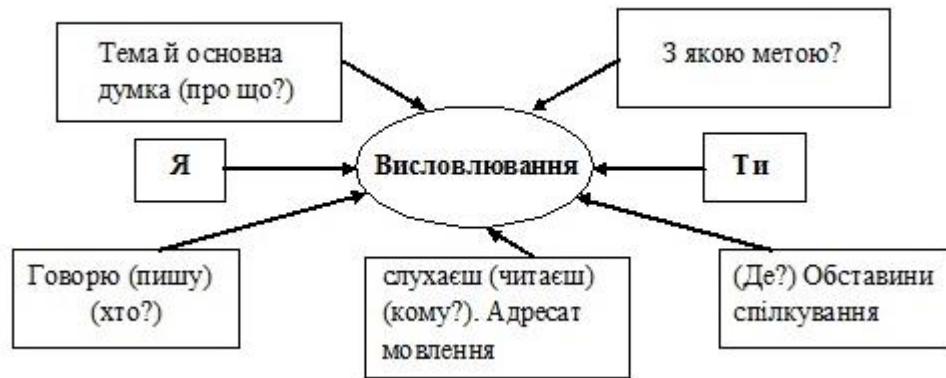 Тема й основна
думка (про що?)
З якою метою?
Я
Висловлювання
Ти
Говорю (пишу)
(хто?)
слухаєш (читаєш)
(кому?). Адресат
мовлення
(Де?) Обставини
спілкування